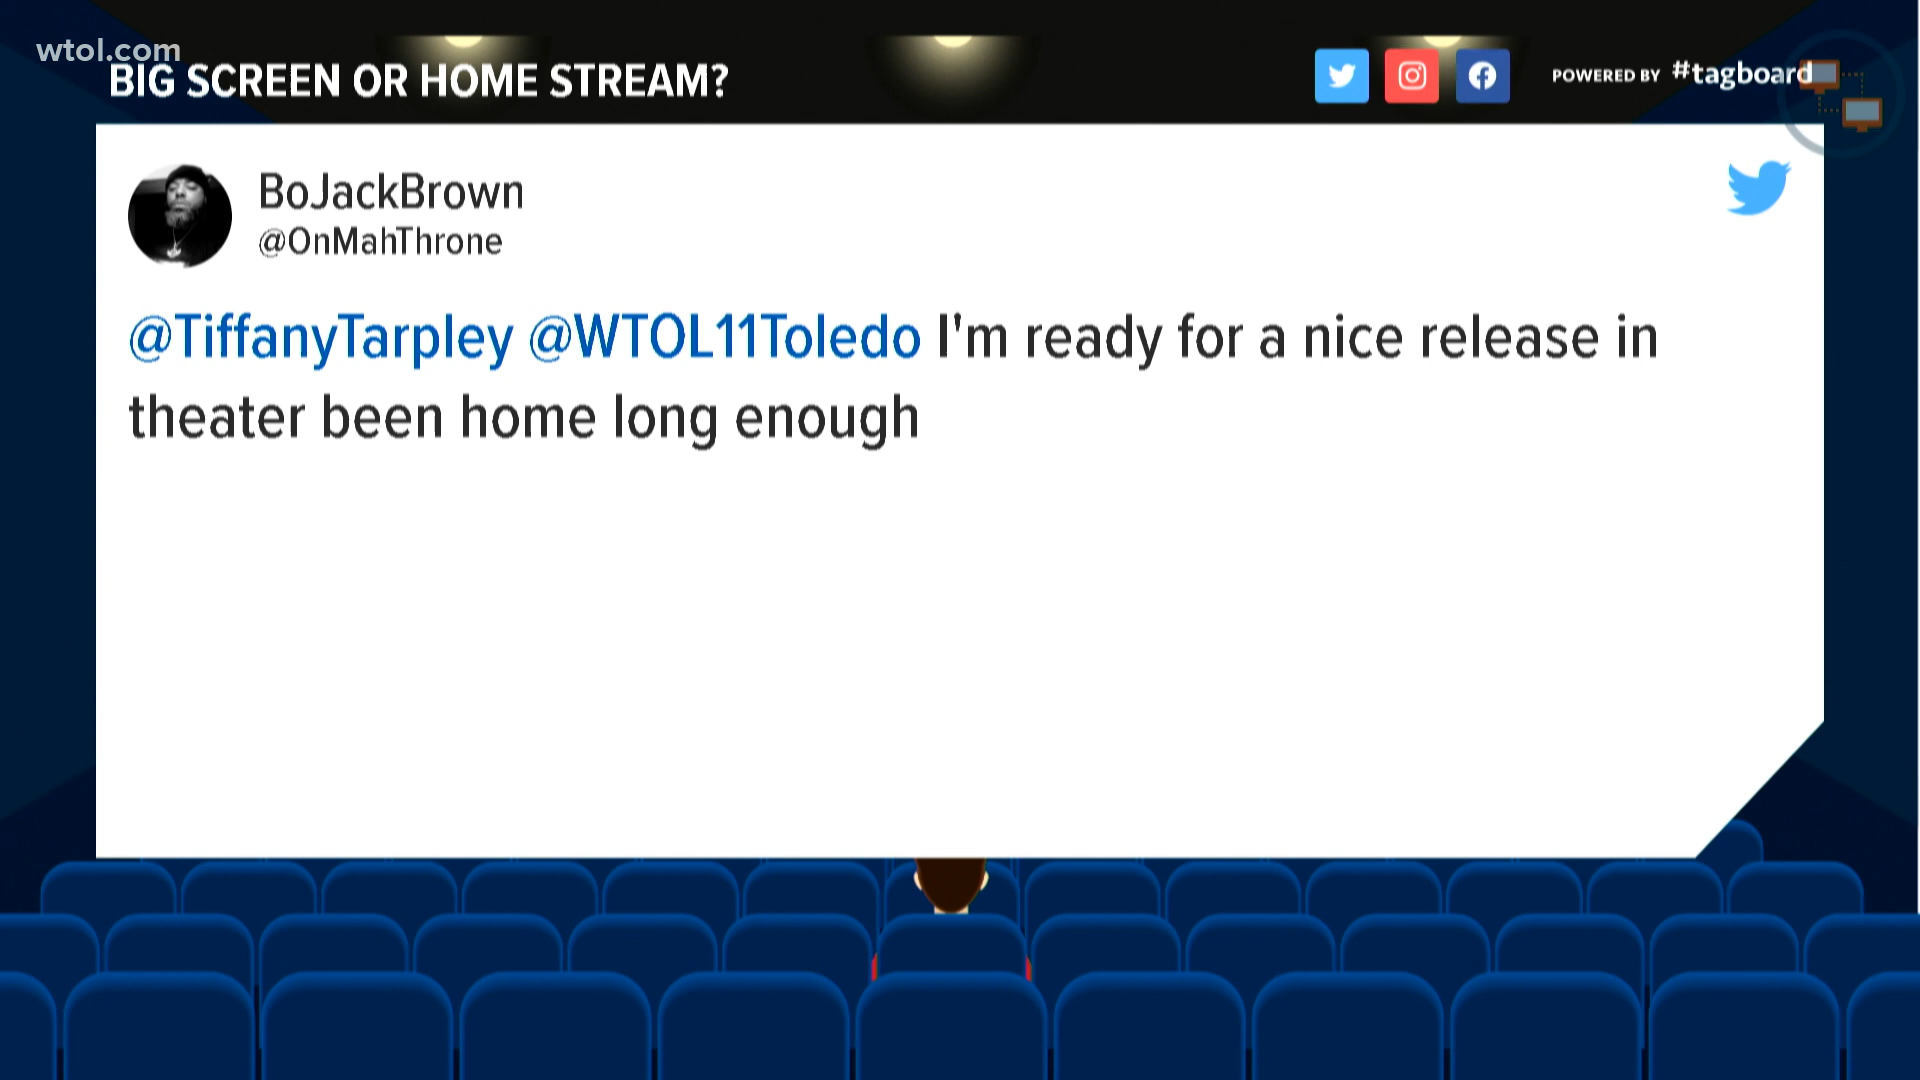 wtol.com
BIG SCREEN OR HOME STREAM?
POWERED BY #tagboard
BoJackBrown
@OnMahThrone
@TiffanyTarpley @WTOL11Toledo I'm ready for a nice release in
theater been home long enough